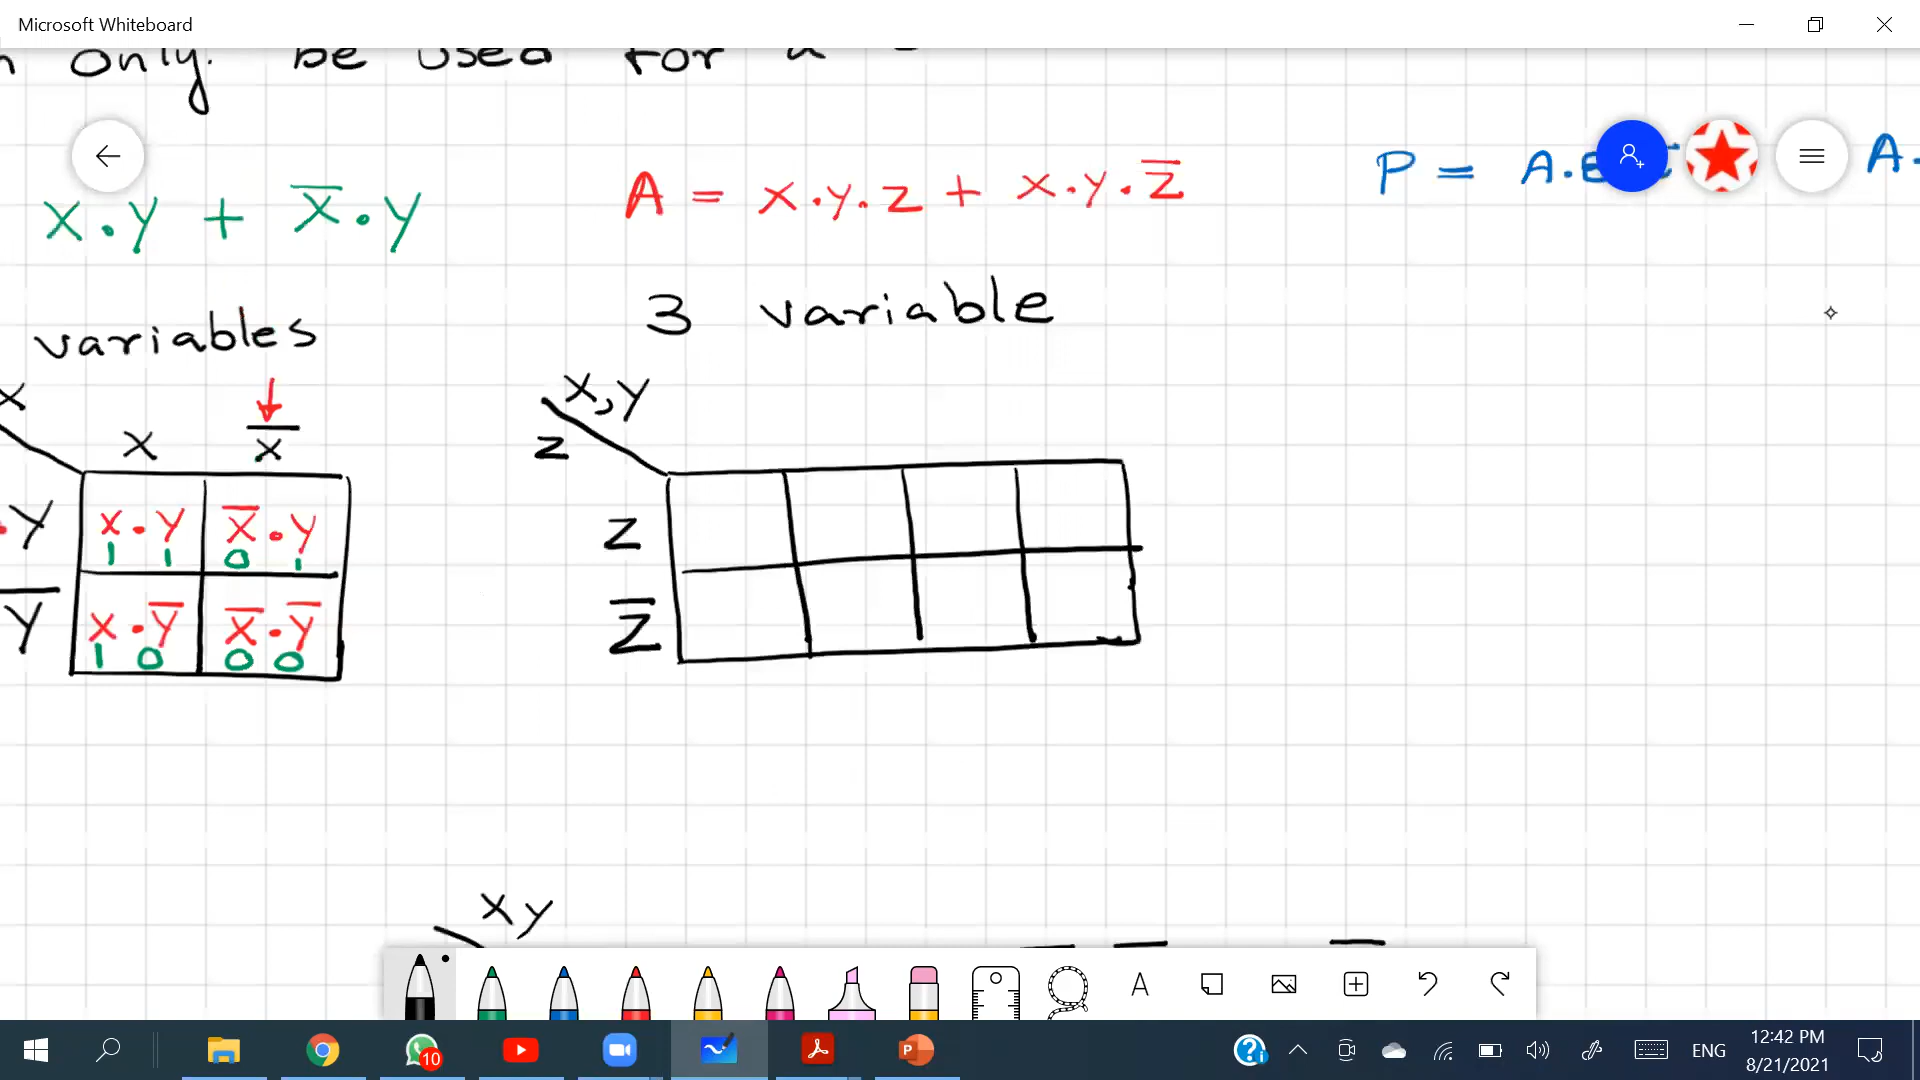 Microsoft Whiteboard
only. be used for a
x.y + x̅.y
A = x.y.z + x.y.z̅
P = A.
A.
variables
3 variable
x
x x̅
x,y
z
.y x.y x̅.y
1 1 0 1
y̅ x.y̅ x̅.y̅
1 0 0 0
z
z̅
xy
A
10
ENG
12:42 PM
8/21/2021